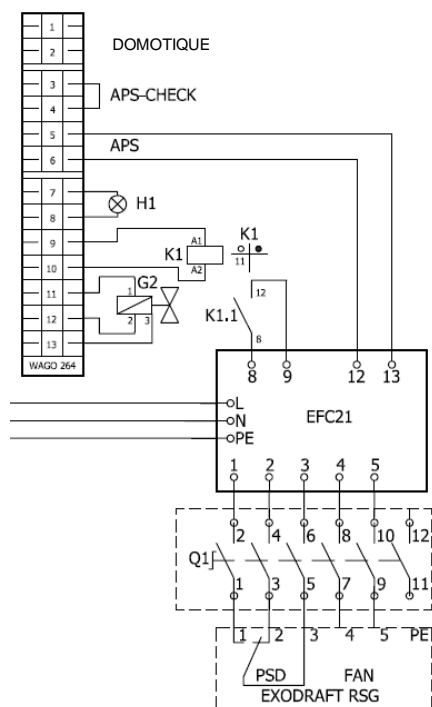 1
2
DOMOTIQUE
3
4
APS-CHECK
5
6
APS
7
8
H1
9
10
K1
A1
A2
K1
11
11
12
13
G2
1
2 3
12
K1.1
8
WAGO 264
8 9 12 13
L
N
PE
EFC21
1 2 3 4 5
2 4 6 8 10 12
Q1
1 3 5 7 9 11
1 2 3 4 5 PE
PSD FAN
EXODRAFT RSG